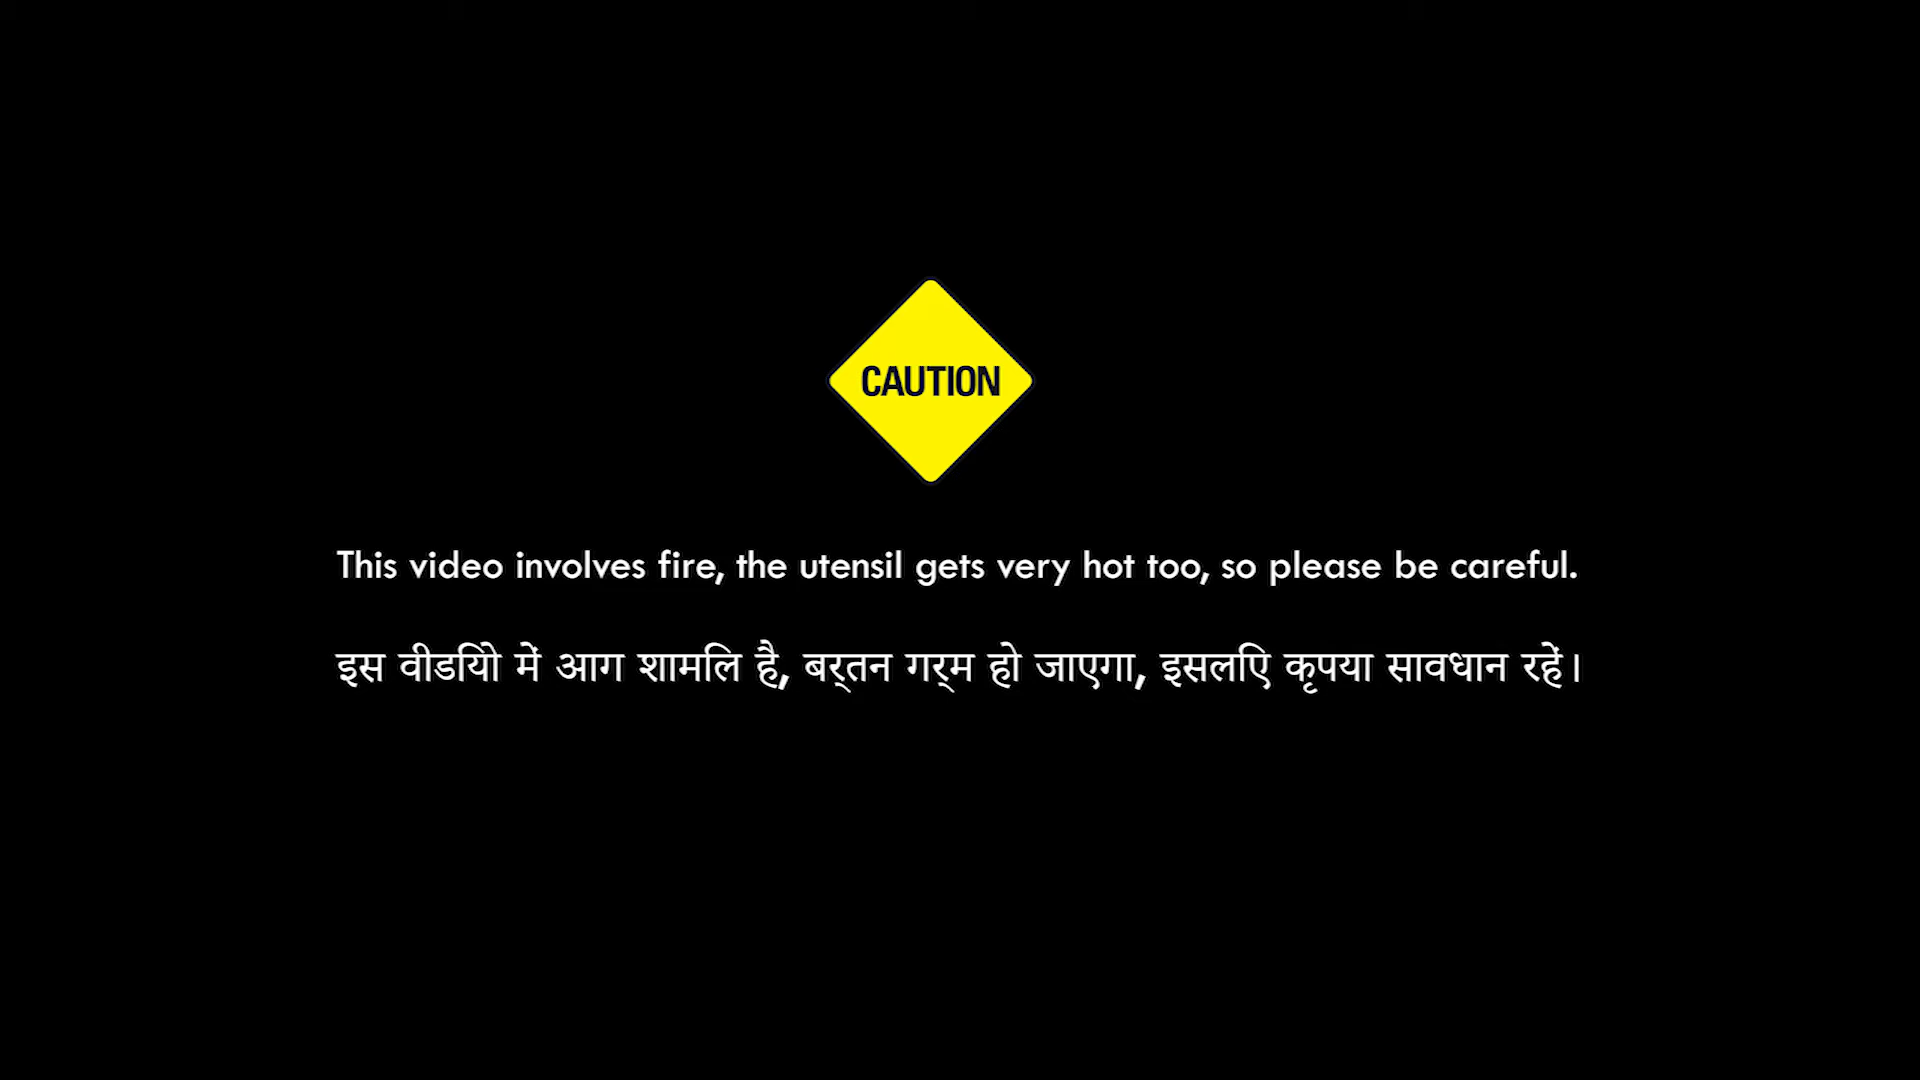 CAUTION
This video involves fire, the utensil gets very hot too, so please be careful.
इस वीडियो में आग शामिल है, बर्तन गर्म हो जाएगा, इसलिए कृपया सावधान रहें।